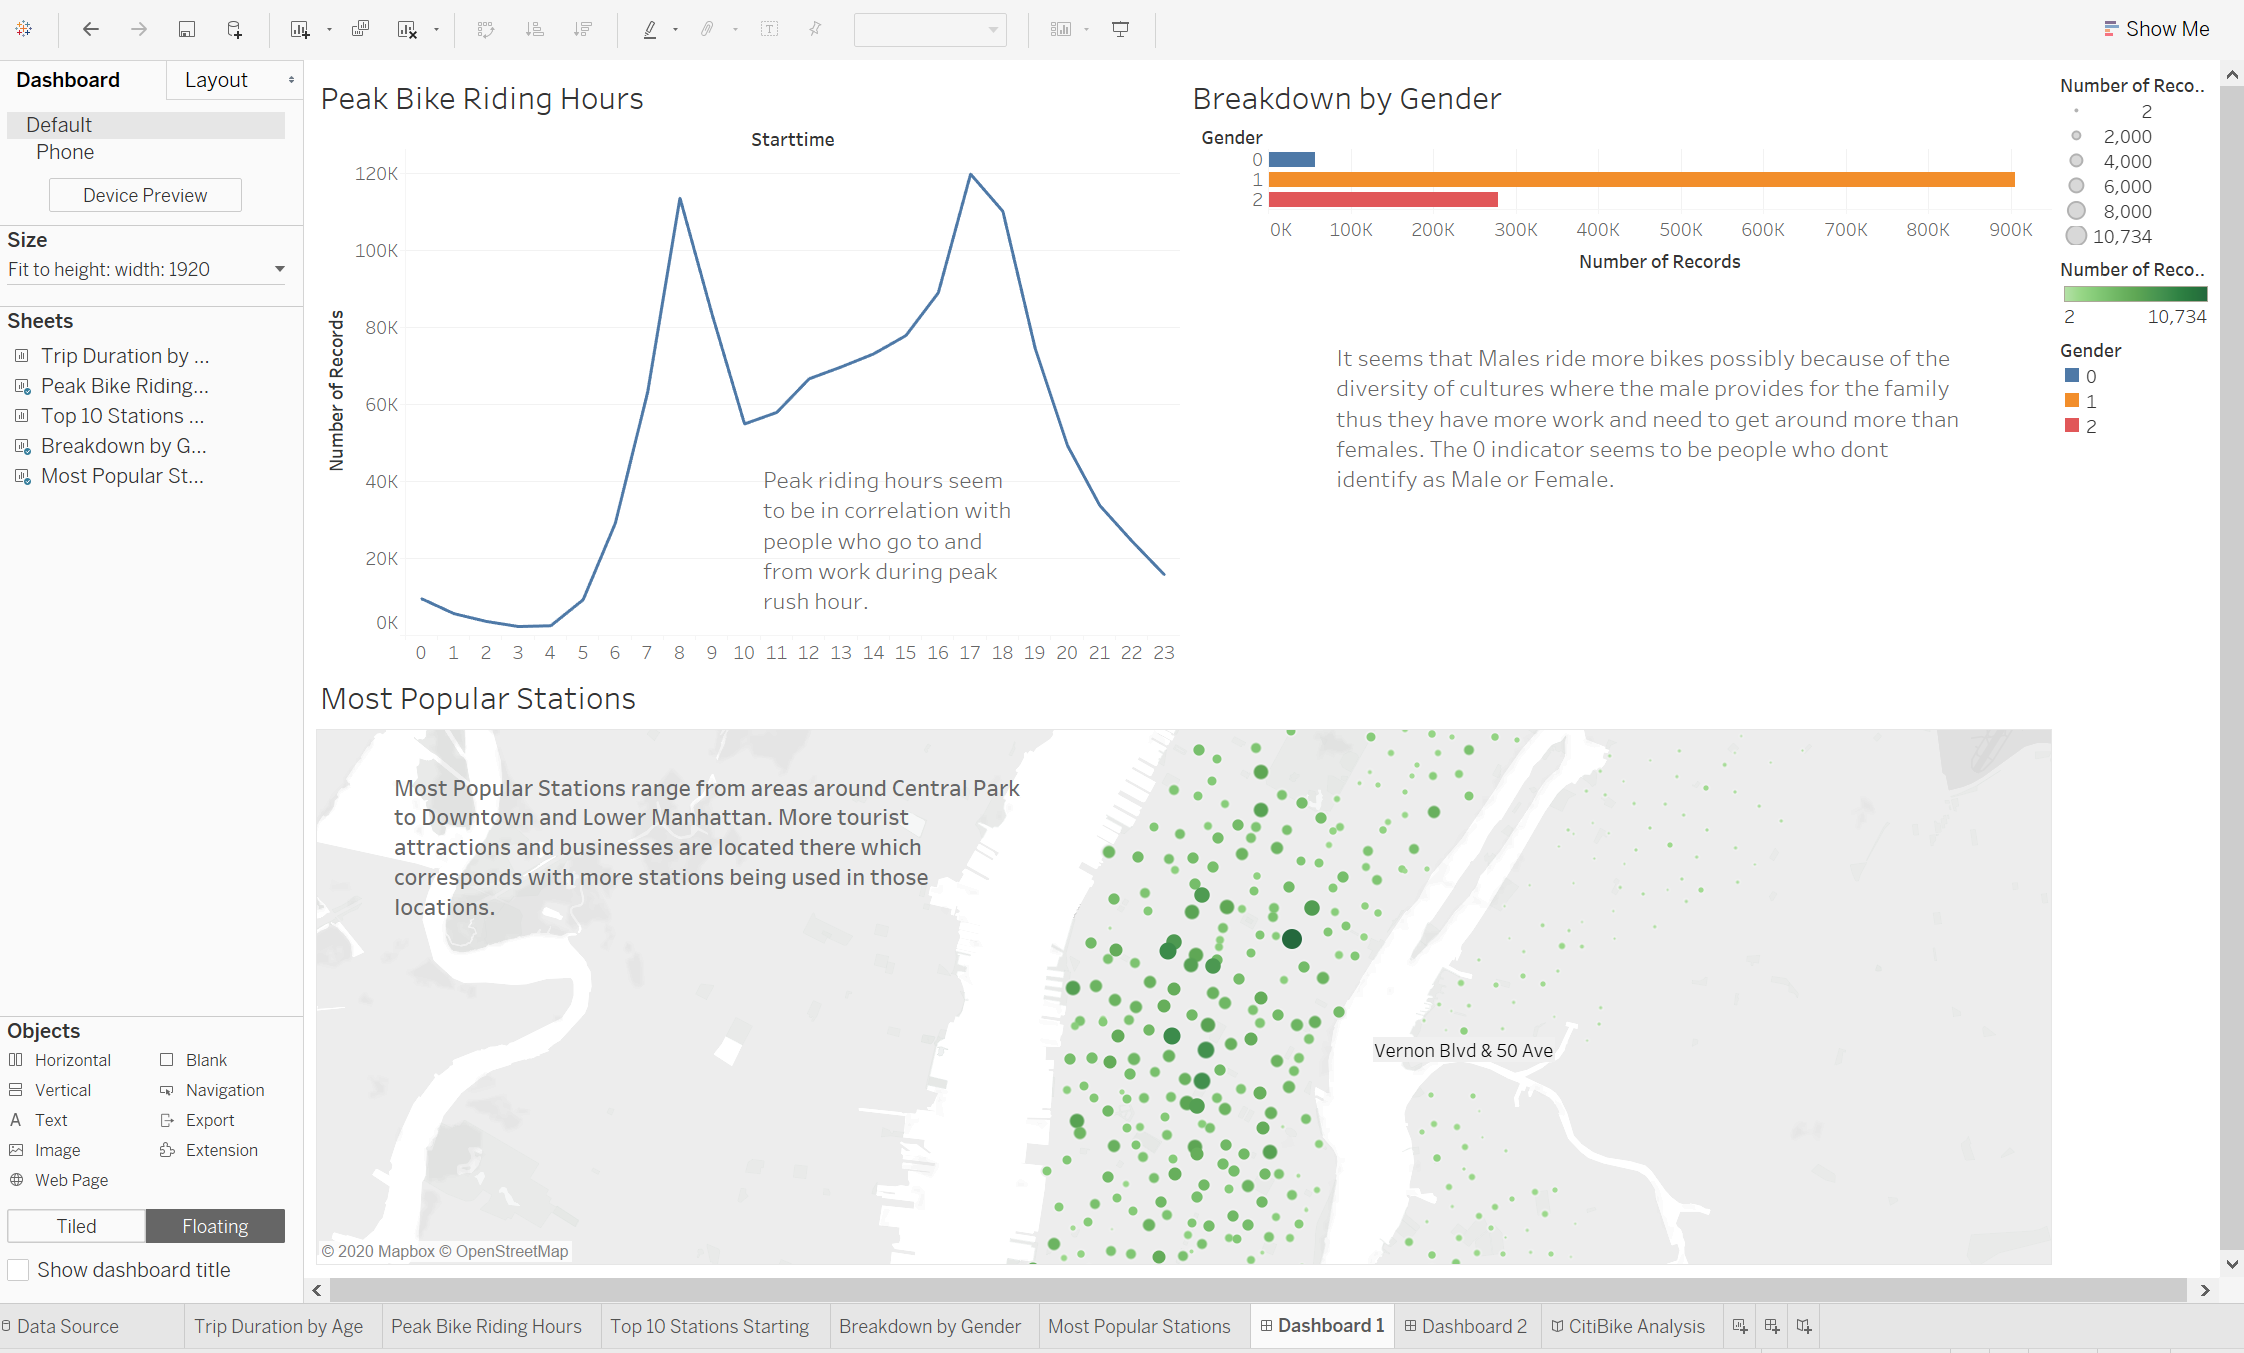 Show Me
Dashboard
Layout
Default
Phone
Device Preview
Size
Fit to height: width: 1920
Sheets
Trip Duration by ...
Peak Bike Riding...
Top 10 Stations ...
Breakdown by G...
Most Popular St...
Objects
Horizontal
Blank
Vertical
Navigation
Text
Export
Image
Extension
Web Page
Tiled
Floating
Show dashboard title
Peak Bike Riding Hours
Starttime
120K
100K
80K
60K
40K
20K
0K
Number of Records
0 1 2 3 4 5 6 7 8 9 10 11 12 13 14 15 16 17 18 19 20 21 22 23
Peak riding hours seem
to be in correlation with
people who go to and
from work during peak
rush hour.
Breakdown by Gender
Gender
0
1
2
0K 100K 200K 300K 400K 500K 600K 700K 800K 900K
Number of Records
It seems that Males ride more bikes possibly because of the
diversity of cultures where the male provides for the family
thus they have more work and need to get around more than
females. The 0 indicator seems to be people who dont
identify as Male or Female.
Number of Reco..
2
2,000
4,000
6,000
8,000
10,734
Number of Reco..
2 10,734
Gender
0
1
2
Most Popular Stations
Most Popular Stations range from areas around Central Park
to Downtown and Lower Manhattan. More tourist
attractions and businesses are located there which
corresponds with more stations being used in those
locations.
Vernon Blvd & 50 Ave
© 2020 Mapbox © OpenStreetMap
Data Source
Trip Duration by Age
Peak Bike Riding Hours
Top 10 Stations Starting
Breakdown by Gender
Most Popular Stations
Dashboard 1
Dashboard 2
CitiBike Analysis